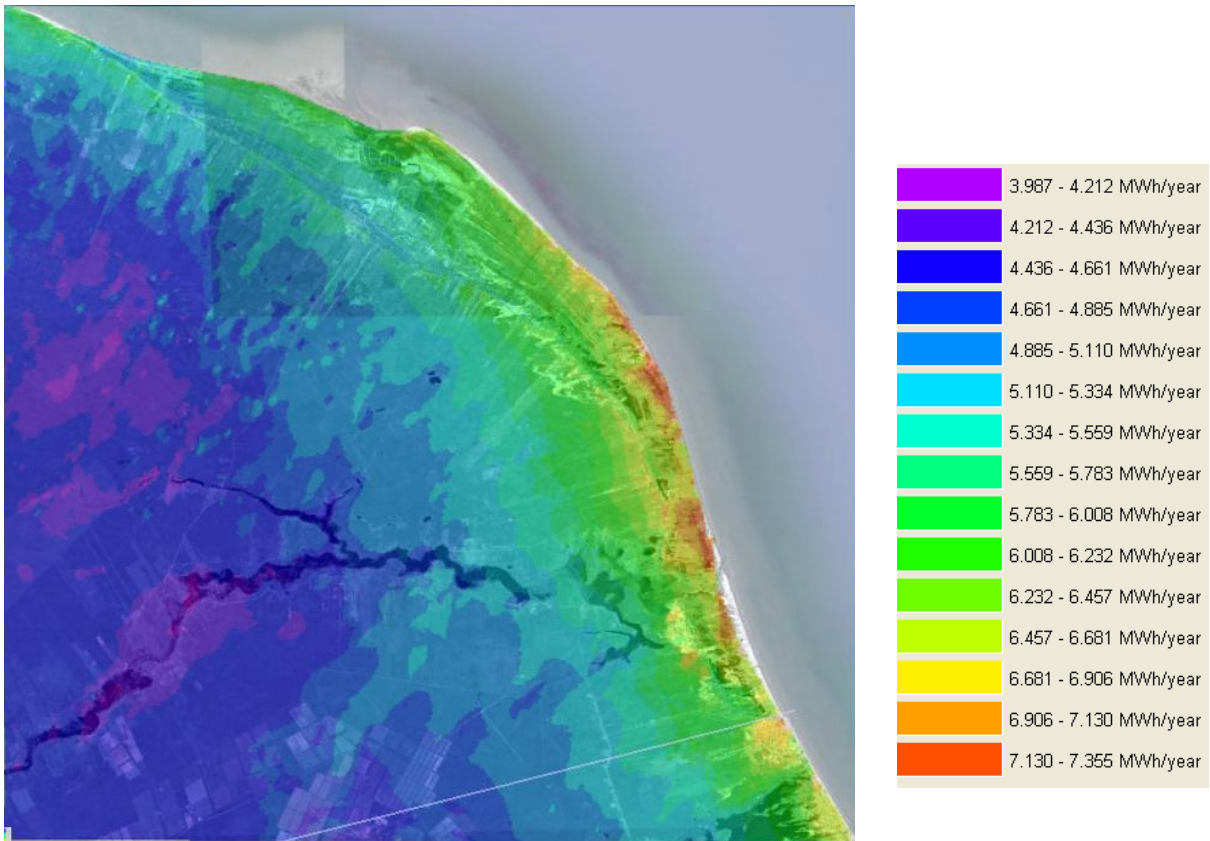 3.987 - 4.212 MWh/year
4.212 - 4.436 MWh/year
4.436 - 4.661 MWh/year
4.661 - 4.885 MWh/year
4.885 - 5.110 MWh/year
5.110 - 5.334 MWh/year
5.334 - 5.559 MWh/year
5.559 - 5.783 MWh/year
5.783 - 6.008 MWh/year
6.008 - 6.232 MWh/year
6.232 - 6.457 MWh/year
6.457 - 6.681 MWh/year
6.681 - 6.906 MWh/year
6.906 - 7.130 MWh/year
7.130 - 7.355 MWh/year